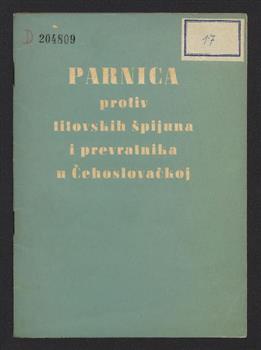 D 204809
17
PARNICA
protiv
titovskih špijuna
i prevratnika
u Čehoslovačkoj